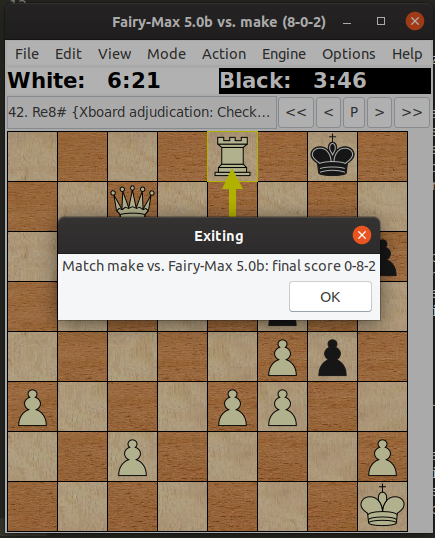 Fairy-Max 5.0b vs. make (8-0-2)
File Edit View Mode Action Engine Options Help
White: 6:21 Black: 3:46
42. Re8# {Xboard adjudication: Check... << < P > >>
Exiting
Match make vs. Fairy-Max 5.0b: final score 0-8-2
OK